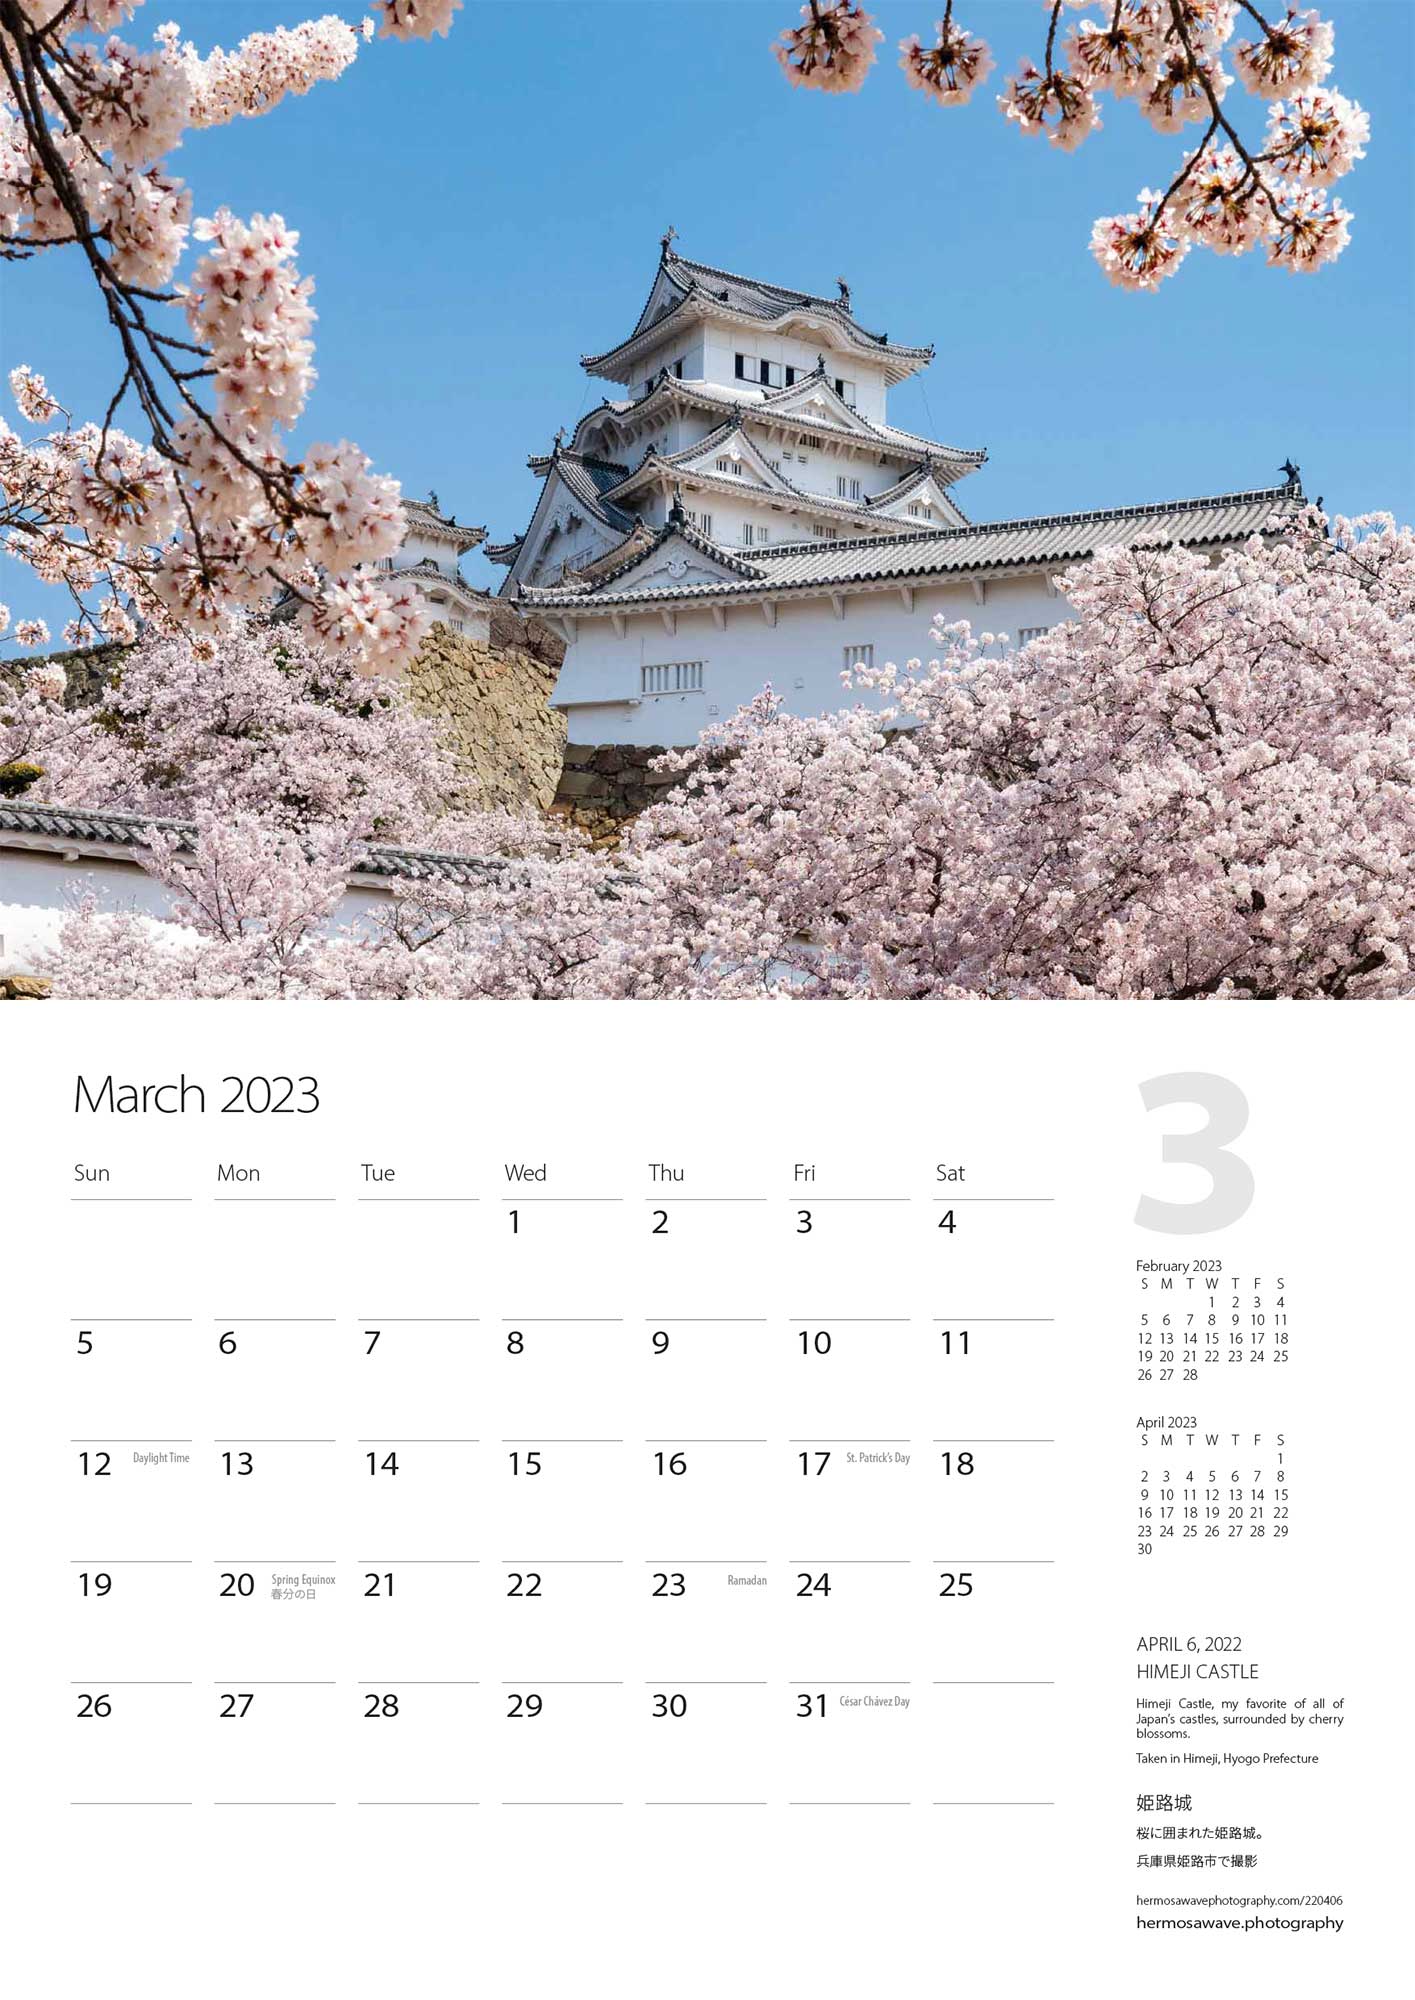 March 2023
Sun Mon Tue Wed Thu Fri Sat
1 2 3 4
5 6 7 8 9 10 11
12 Daylight Time 13 14 15 16 17 St. Patrick's Day 18
19 20 Spring Equinox 21 22 23 Ramadan 24 25
春分の日
26 27 28 29 30 31 César Chávez Day
3
February 2023
S M T W T F S
1 2 3 4
5 6 7 8 9 10 11
12 13 14 15 16 17 18
19 20 21 22 23 24 25
26 27 28
April 2023
S M T W T F S
1
2 3 4 5 6 7 8
9 10 11 12 13 14 15
16 17 18 19 20 21 22
23 24 25 26 27 28 29
30
APRIL 6, 2022
HIMEJI CASTLE
Himeji Castle, my favorite of all of
Japan's castles, surrounded by cherry
blossoms.
Taken in Himeji, Hyogo Prefecture
姫路城
桜に囲まれた姫路城。
兵庫県姫路市で撮影
hermosawavephotography.com/220406
hermosawave.photography